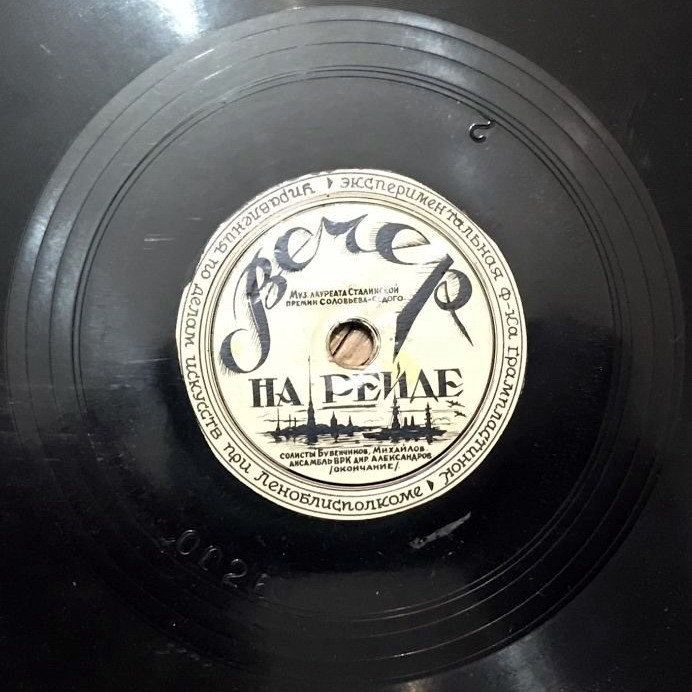 экспериментальная ф-ка грампластинок
управления по делам искусств при Леноблисполкоме
Вечер
Муз. лауреата Сталинской
премии Соловьева-Седого
НА РЕЙДЕ
солисты Бувенчиков, Михайлов
ансамбль ВРК дир Александров
/окончание/
2